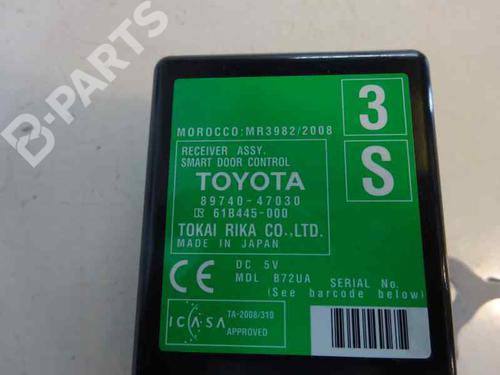 B-PARTS
MOROCCO:MR3982/2008
3
RECEIVER ASSY.
SMART DOOR CONTROL
S
TOYOTA
89740-47030
61B445-000
TOKAI RIKA CO.,LTD.
MADE IN JAPAN
CE
DC 5V
MDL B72UA SERIAL No.
(See barcode below)
ICASA
TA-2008/310
APPROVED